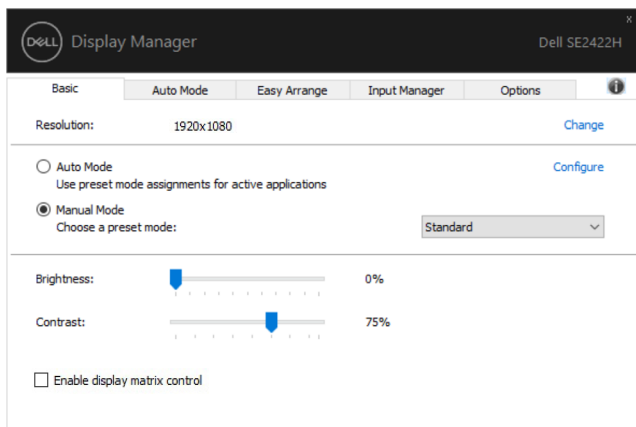 DELL Display Manager
x
Dell SE2422H
Basic Auto Mode Easy Arrange Input Manager Options i
Resolution: 1920x1080 Change
Auto Mode Configure
Use preset mode assignments for active applications
Manual Mode
Choose a preset mode: Standard
Brightness: 0%
Contrast: 75%
Enable display matrix control